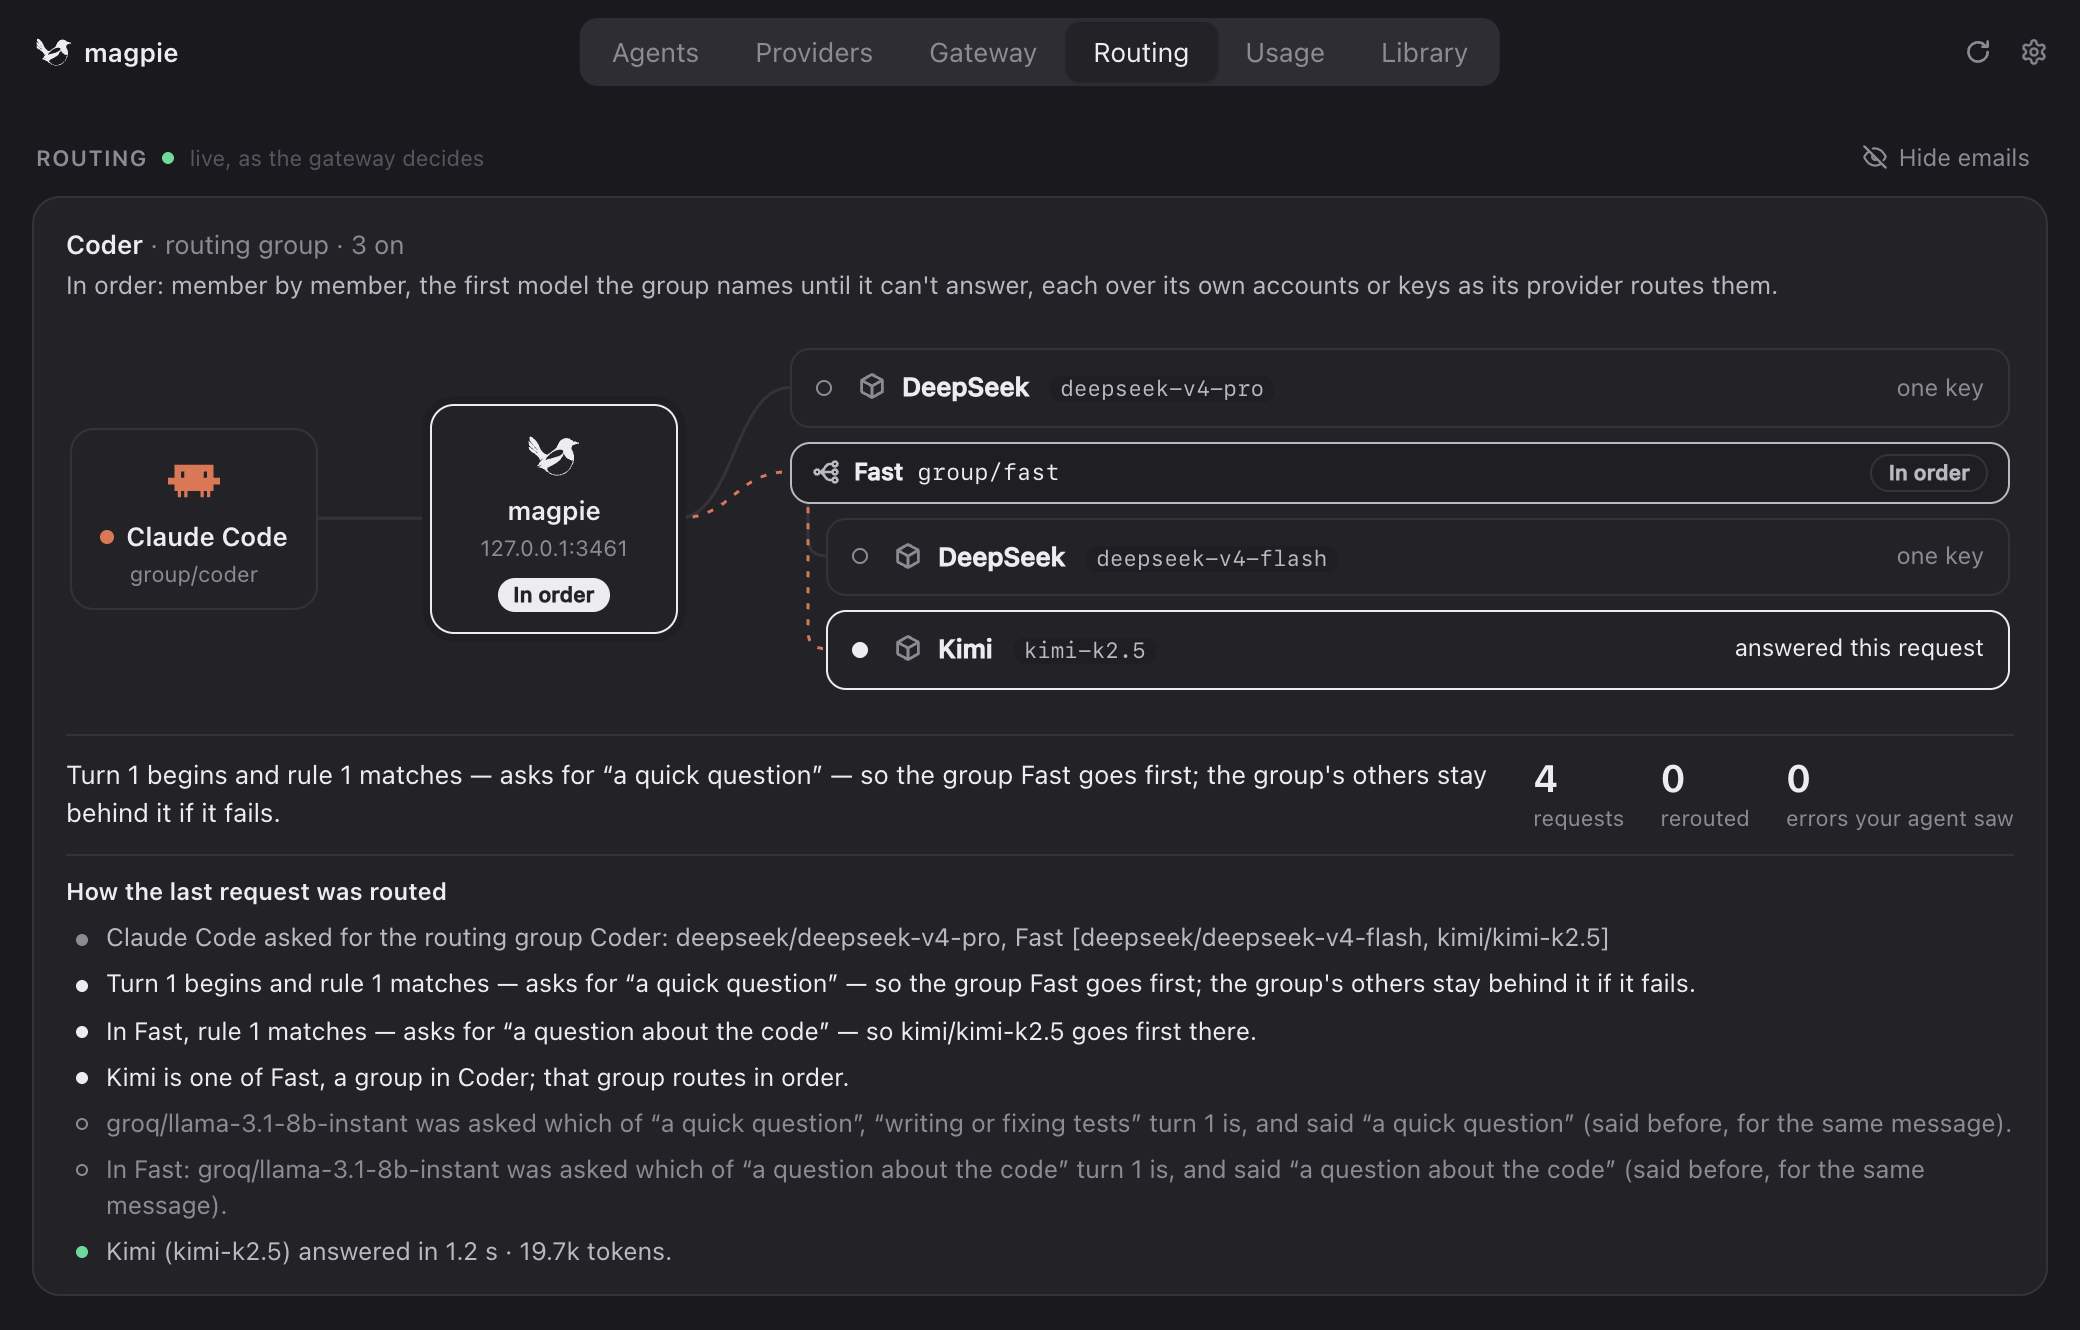 magpie
Agents
Providers
Gateway
Routing
Usage
Library
ROUTING
live, as the gateway decides
Hide emails
Coder · routing group · 3 on
In order: member by member, the first model the group names until it can't answer, each over its own accounts or keys as its provider routes them.
Claude Code
group/coder
magpie
127.0.0.1:3461
In order
DeepSeek deepseek-v4-pro one key
Fast group/fast In order
DeepSeek deepseek-v4-flash one key
Kimi kimi-k2.5 answered this request
Turn 1 begins and rule 1 matches — asks for “a quick question” — so the group Fast goes first; the group's others stay
behind it if it fails.
4
requests
0
rerouted
0
errors your agent saw
How the last request was routed
Claude Code asked for the routing group Coder: deepseek/deepseek-v4-pro, Fast [deepseek/deepseek-v4-flash, kimi/kimi-k2.5]
Turn 1 begins and rule 1 matches — asks for “a quick question” — so the group Fast goes first; the group's others stay behind it if it fails.
In Fast, rule 1 matches — asks for “a question about the code” — so kimi/kimi-k2.5 goes first there.
Kimi is one of Fast, a group in Coder; that group routes in order.
groq/llama-3.1-8b-instant was asked which of “a quick question”, “writing or fixing tests” turn 1 is, and said “a quick question” (said before, for the same message).
In Fast: groq/llama-3.1-8b-instant was asked which of “a question about the code” turn 1 is, and said “a question about the code” (said before, for the same
message).
Kimi (kimi-k2.5) answered in 1.2 s · 19.7k tokens.